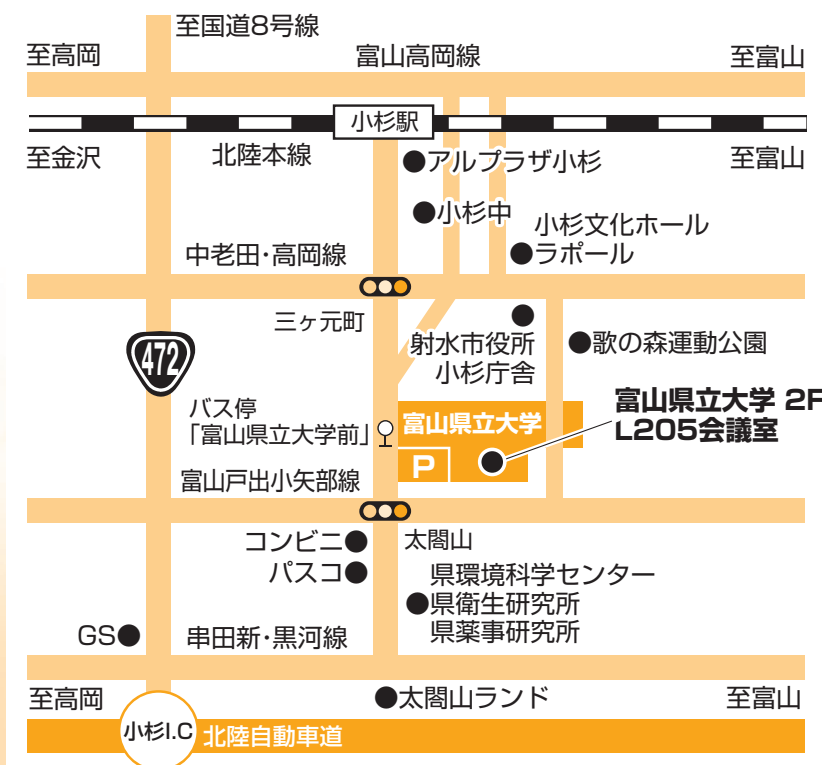 至国道8号線
至高岡
富山高岡線
至富山
小杉駅
至金沢
北陸本線
至富山
●アルプラザ小杉
●小杉中
小杉文化ホール
●ラポール
中老田・高岡線
三ヶ元町
射水市役所
小杉庁舎
●歌の森運動公園
472
バス停
「富山県立大学前」
富山県立大学
富山県立大学 2F
L205会議室
P
富山戸出小矢部線
コンビニ●
太閤山
パスコ●
県環境科学センター
●県衛生研究所
県薬事研究所
GS●
串田新・黒河線
至高岡
●太閤山ランド
至富山
小杉I.C
北陸自動車道